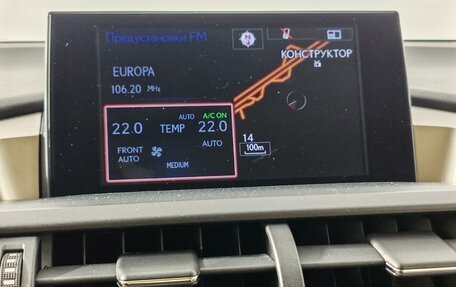 Предустановки FM
N
3
КОНСТРУКТОР
EUROPA
106.20 MHz
AUTO A/C ON
22.0 TEMP 22.0
FRONT AUTO
AUTO
MEDIUM
14
100m